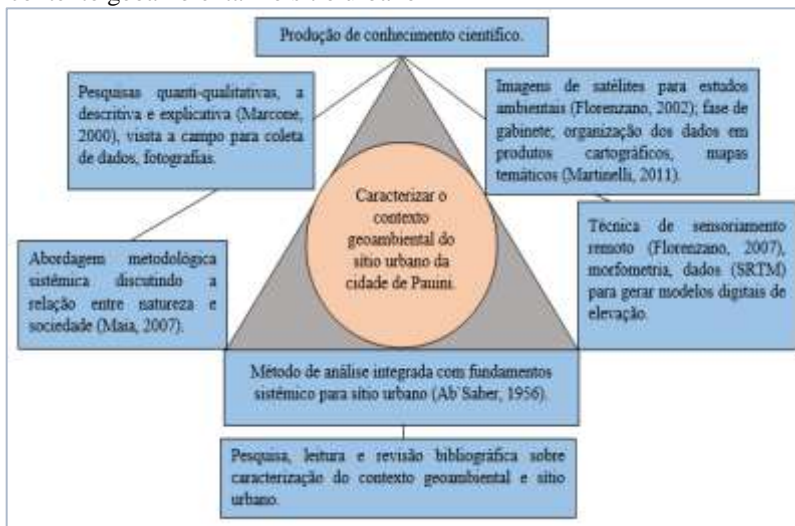 Produção de conhecimento científico.
Pesquisas quanti-qualitativas, a
descritiva e explicativa (Marcone,
2000), visita a campo para coleta
de dados, fotografias.
Imagens de satélites para estudos
ambientais (Florenzano, 2002); fase de
gabinete; organização dos dados em
produtos cartográficos, mapas
temáticos (Martinelli, 2011).
Caracterizar o
contexto
geoambiental do
sítio urbano da
cidade de Pauini.
Abordagem metodológica
sistêmica discutindo a
relação entre natureza e
sociedade (Maia, 2007).
Técnica de sensoriamento
remoto (Florenzano, 2007),
morfometria, dados (SRTM)
para gerar modelos digitais de
elevação.
Método de análise integrada com fundamentos
sistêmico para sítio urbano (Ab`Saber, 1956).
Pesquisa, leitura e revisão bibliográfica sobre
caracterização do contexto geoambiental e sítio
urbano.